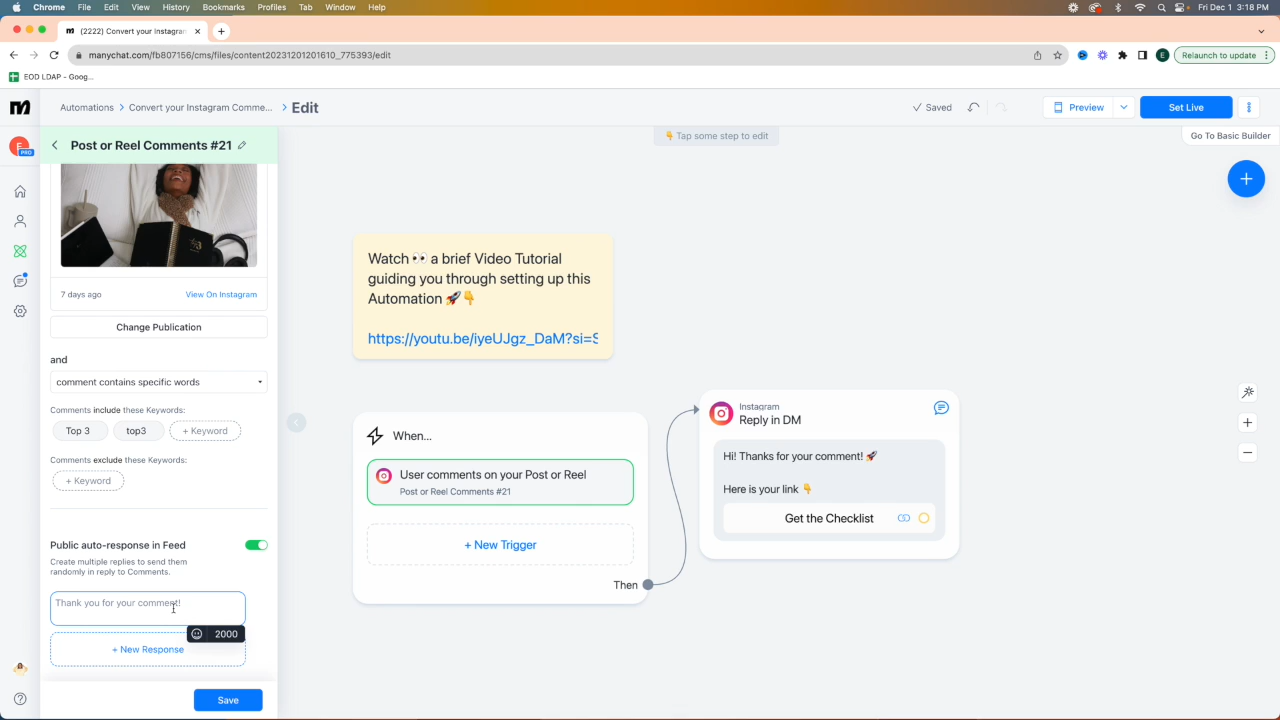 Chrome File Edit View History Bookmarks Profiles Tab Window Help Fri Dec 1 3:18 PM
(2222) Convert your Instagram
manychat.com/fb807156/cms/files/content20231201201610_775393/edit
E
Relaunch to update
EOD LDAP - Goog...
Automations > Convert your Instagram Comme... > Edit
Saved
Preview
Set Live
PRO
Post or Reel Comments #21
👇 Tap some step to edit
Go To Basic Builder
7 days ago
View On Instagram
Change Publication
and
comment contains specific words
Comments include these Keywords:
Top 3
top3
+ Keyword
Comments exclude these Keywords:
+ Keyword
Public auto-response in Feed
Create multiple replies to send them
randomly in reply to Comments.
Thank you for your comment!
2000
+ New Response
Save
Watch 👀 a brief Video Tutorial
guiding you through setting up this
Automation 🚀👇
https://youtu.be/iyeUJgz_DaM?si=S
When...
User comments on your Post or Reel
Post or Reel Comments #21
+ New Trigger
Then
Instagram
Reply in DM
Hi! Thanks for your comment! 🚀
Here is your link 👇
Get the Checklist